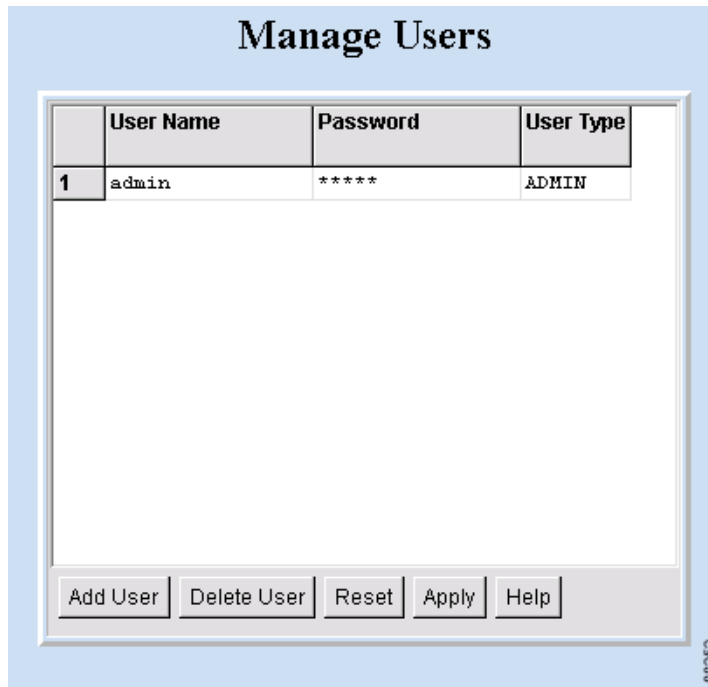 Manage Users
User Name Password User Type
1 admin ***** ADMIN
Add User Delete User Reset Apply Help